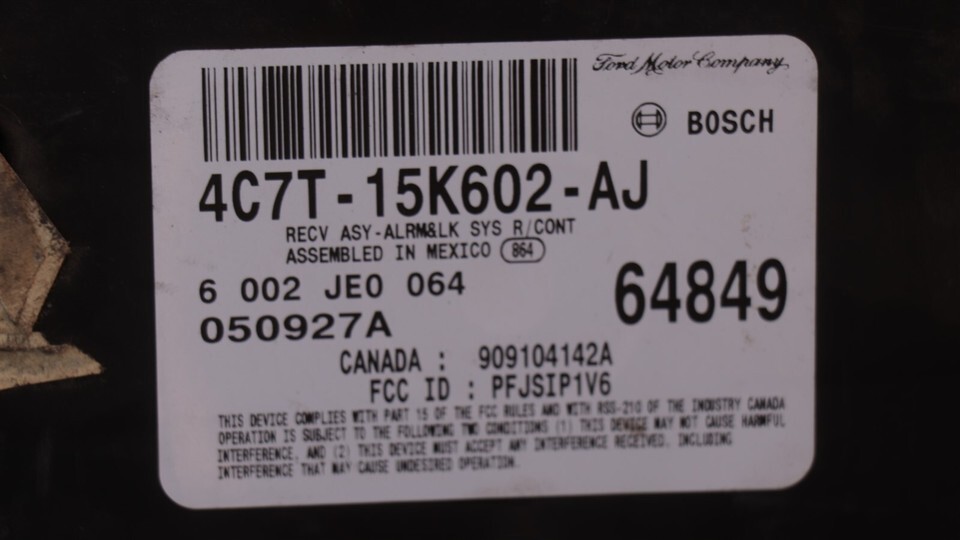 Ford Motor Company
BOSCH
4C7T-15K602-AJ
RECV ASY-ALRM&LK SYS R/CONT
ASSEMBLED IN MEXICO 864
6 002 JE0 064
64849
050927A
CANADA : 909104142A
FCC ID : PFJSIP1V6
THIS DEVICE COMPLIES WITH PART 15 OF THE FCC RULES AND WITH RSS-210 OF THE INDUSTRY CANADA
OPERATION IS SUBJECT TO THE FOLLOWING TWO CONDITIONS (1) THIS DEVICE MAY NOT CAUSE HARMFUL
INTERFERENCE, AND (2) THIS DEVICE MUST ACCEPT ANY INTERFERENCE RECEIVED, INCLUDING
INTERFERENCE THAT MAY CAUSE UNDESIRED OPERATION.